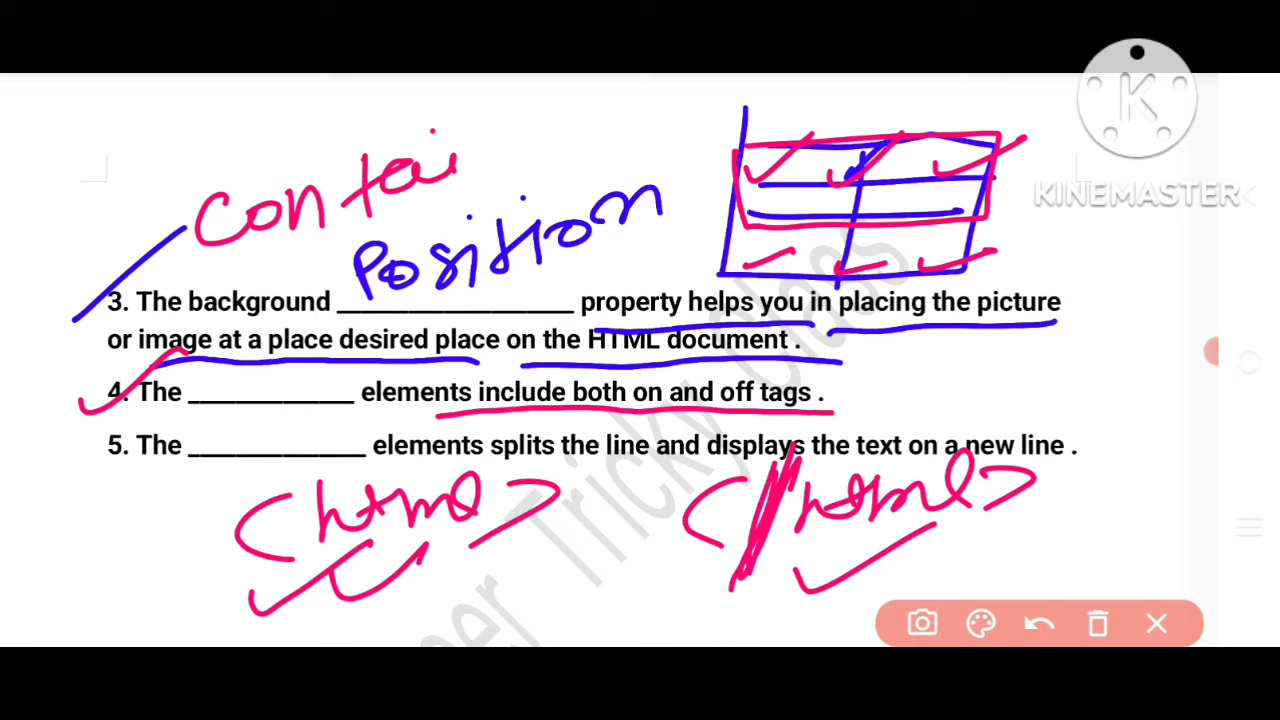 KINEMASTER
Contai
Position
3. The background __________________ property helps you in placing the picture
or image at a place desired place on the HTML document .
4. The _____________ elements include both on and off tags .
5. The ______________ elements splits the line and displays the text on a new line .
<html> </html>
Tricky Class